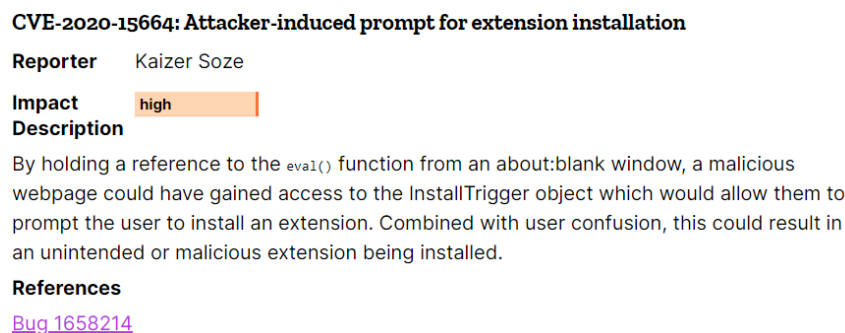 CVE-2020-15664: Attacker-induced prompt for extension installation
Reporter Kaizer Soze
Impact high
Description
By holding a reference to the eval() function from an about:blank window, a malicious
webpage could have gained access to the InstallTrigger object which would allow them to
prompt the user to install an extension. Combined with user confusion, this could result in
an unintended or malicious extension being installed.
References
Bug 1658214